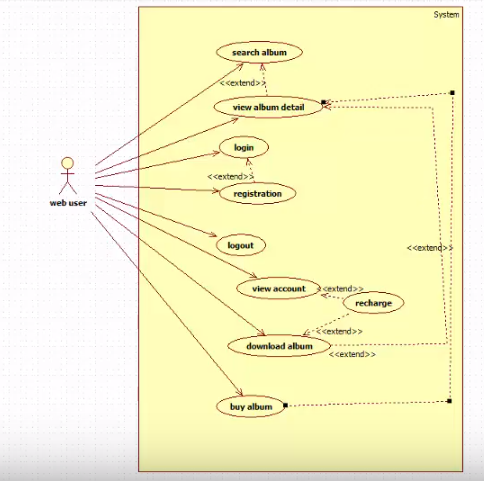 System
search album
<<extend>>
view album detail
login
<<extend>>
registration
web user
logout
<<extend>>
view account
<<extend>>
recharge
<<extend>>
download album
<<extend>>
buy album